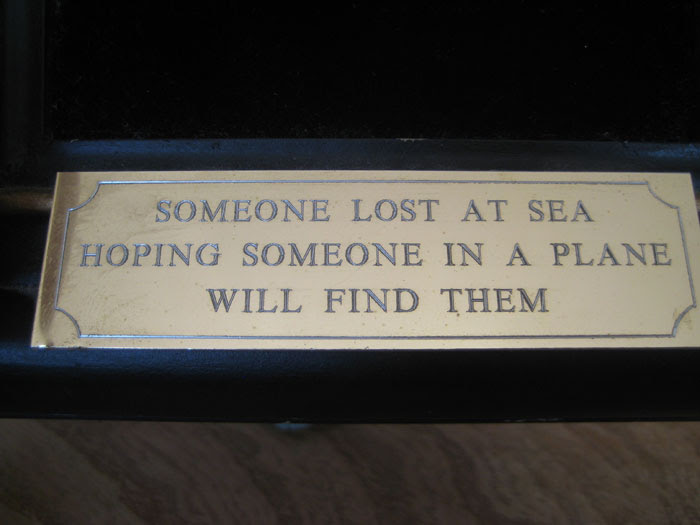 SOMEONE LOST AT SEA
HOPING SOMEONE IN A PLANE
WILL FIND THEM